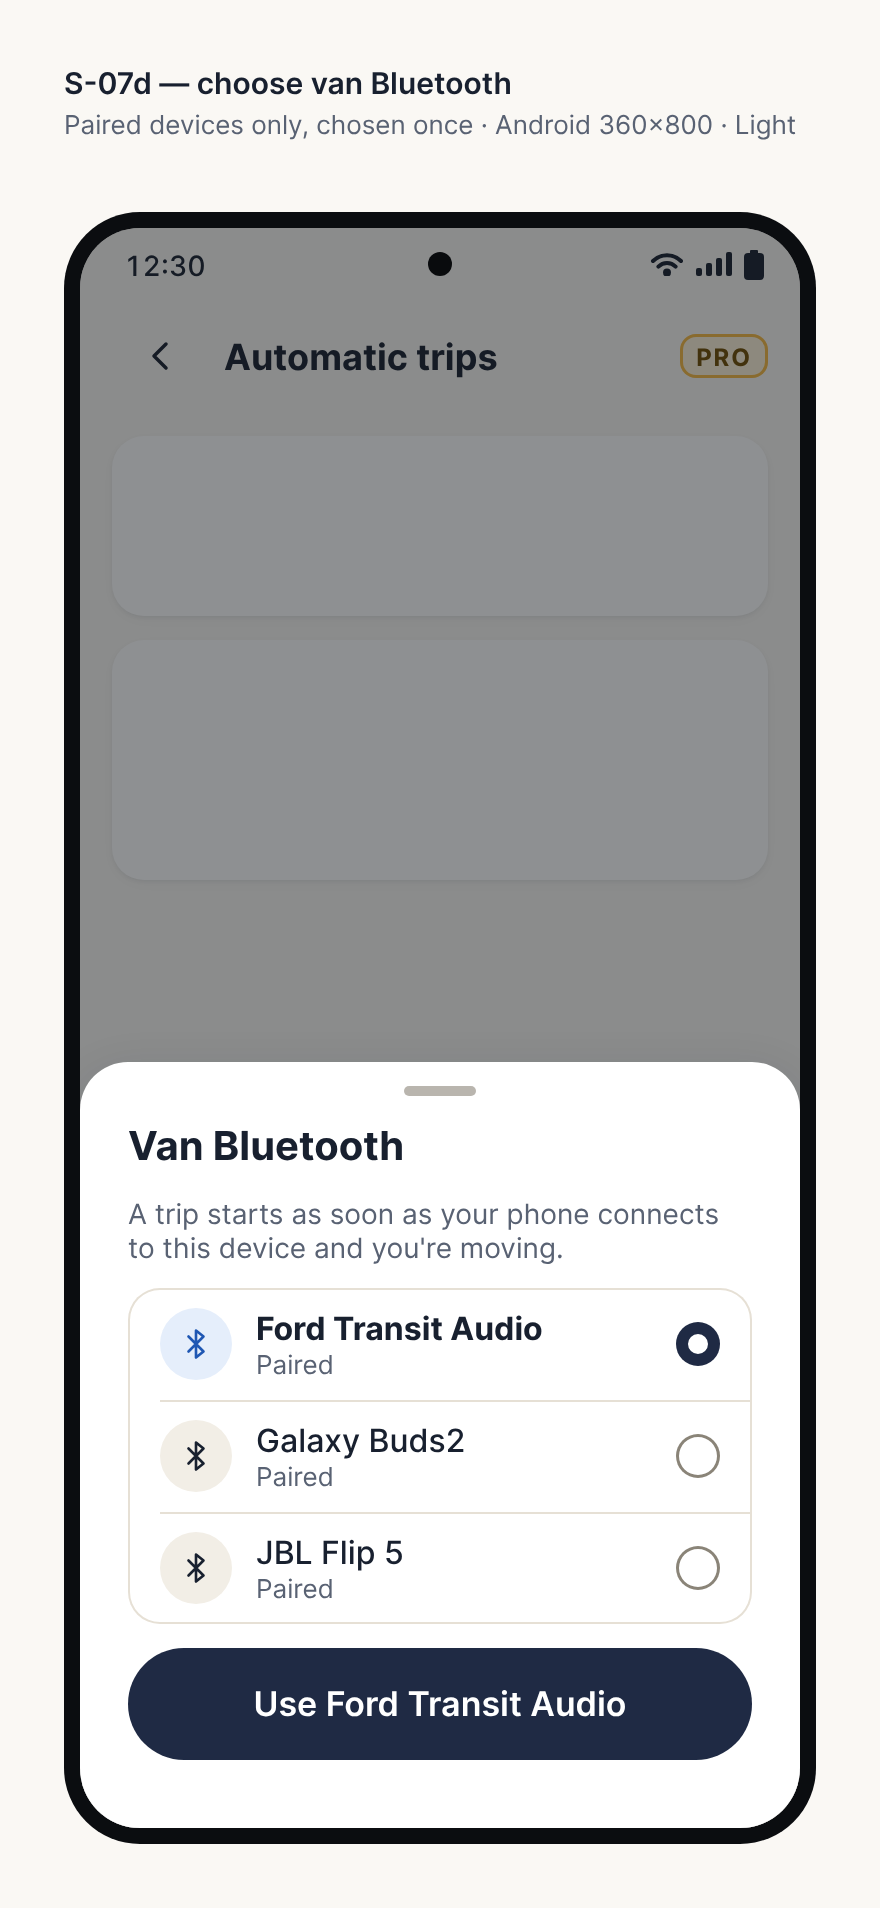 S-07d — choose van Bluetooth
Paired devices only, chosen once · Android 360×800 · Light
12:30
Automatic trips
PRO
Van Bluetooth
A trip starts as soon as your phone connects
to this device and you're moving.
Ford Transit Audio
Paired
Galaxy Buds2
Paired
JBL Flip 5
Paired
Use Ford Transit Audio